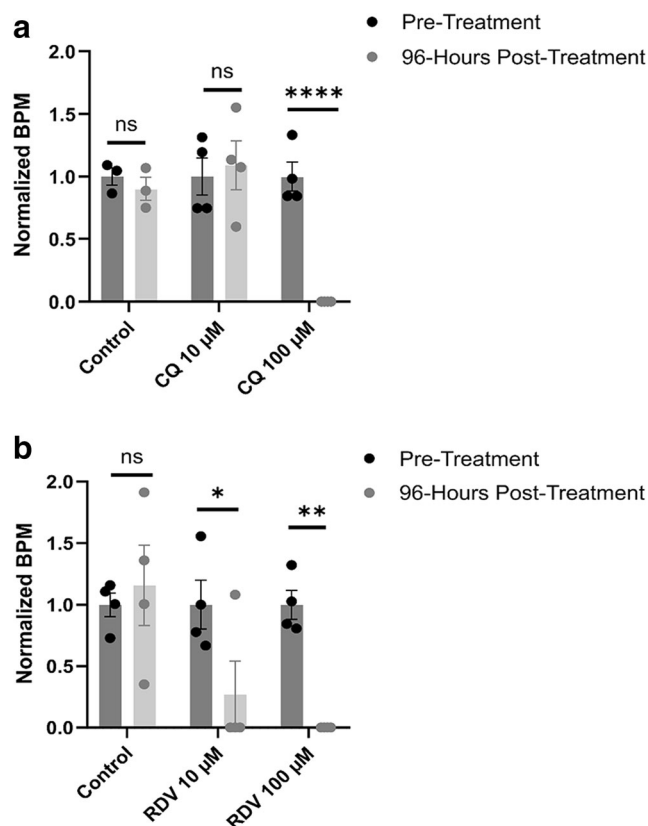 a
Pre-Treatment
96-Hours Post-Treatment
Normalized BPM
2.0
1.5
1.0
0.5
0.0
ns
ns
****
Control
CQ 10 µM
CQ 100 µM
b
Pre-Treatment
96-Hours Post-Treatment
Normalized BPM
2.0
1.5
1.0
0.5
0.0
ns
*
**
Control
RDV 10 µM
RDV 100 µM